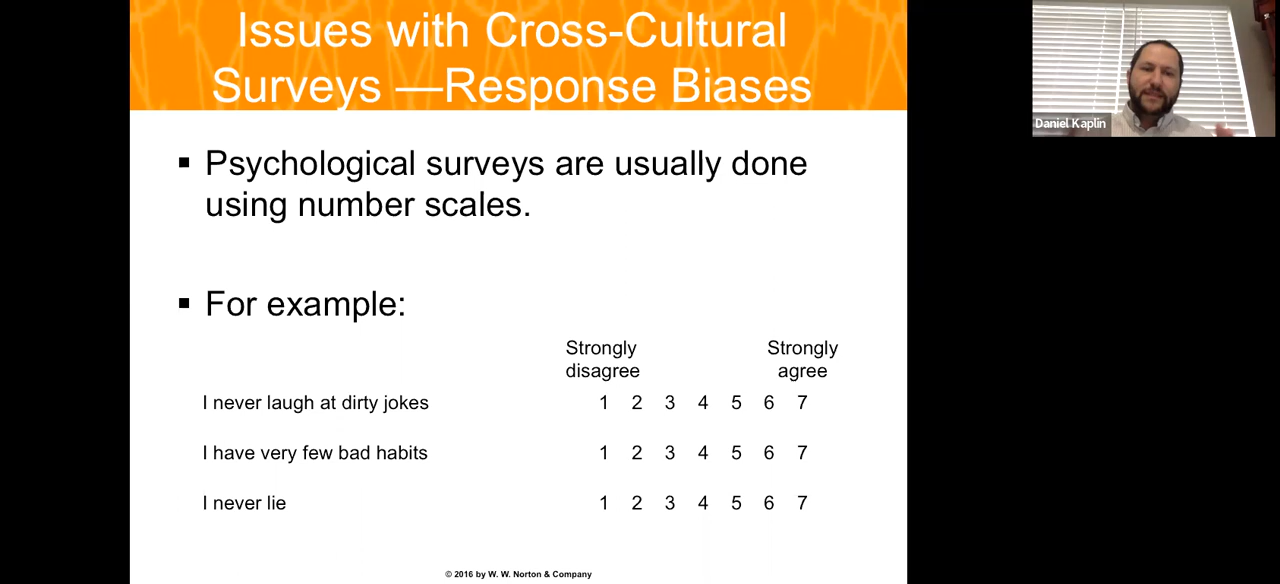 Issues with Cross-Cultural
Surveys —Response Biases
Daniel Kaplin
▪ Psychological surveys are usually done
using number scales.
▪ For example:
Strongly disagree Strongly agree
I never laugh at dirty jokes 1 2 3 4 5 6 7
I have very few bad habits 1 2 3 4 5 6 7
I never lie 1 2 3 4 5 6 7
© 2016 by W. W. Norton & Company